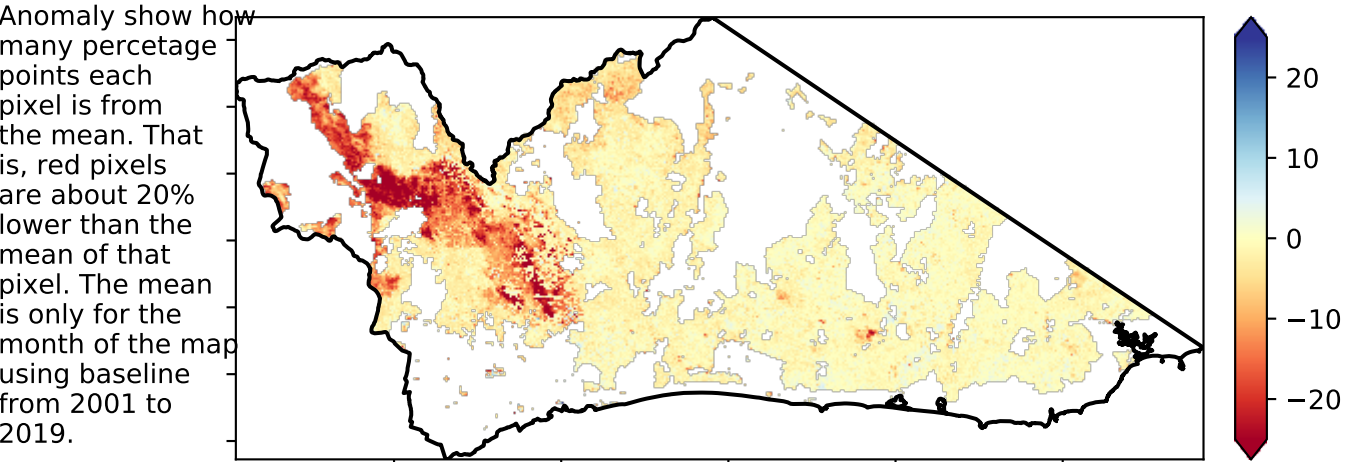 Anomaly show how
many percetage
points each
pixel is from
the mean. That
is, red pixels
are about 20%
lower than the
mean of that
pixel. The mean
is only for the
month of the map
using baseline
from 2001 to
2019.
20
10
0
−10
−20